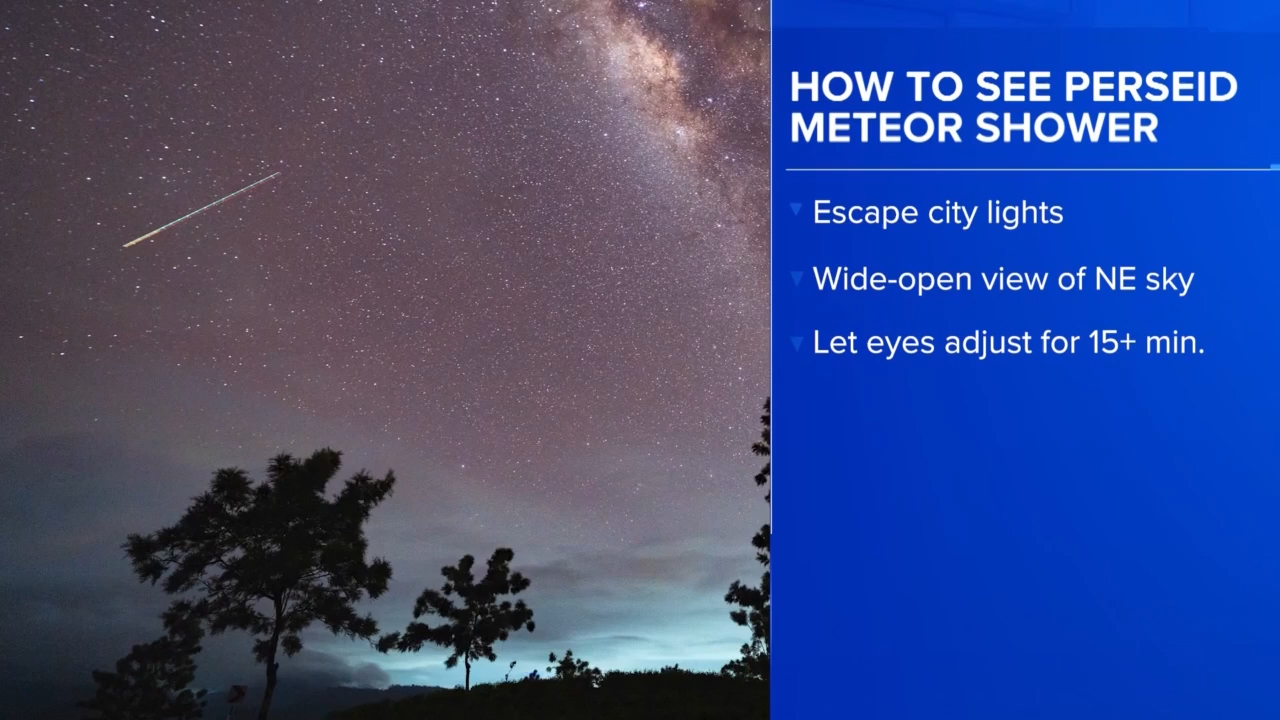 HOW TO SEE PERSEID
METEOR SHOWER
Escape city lights
Wide-open view of NE sky
Let eyes adjust for 15+ min.